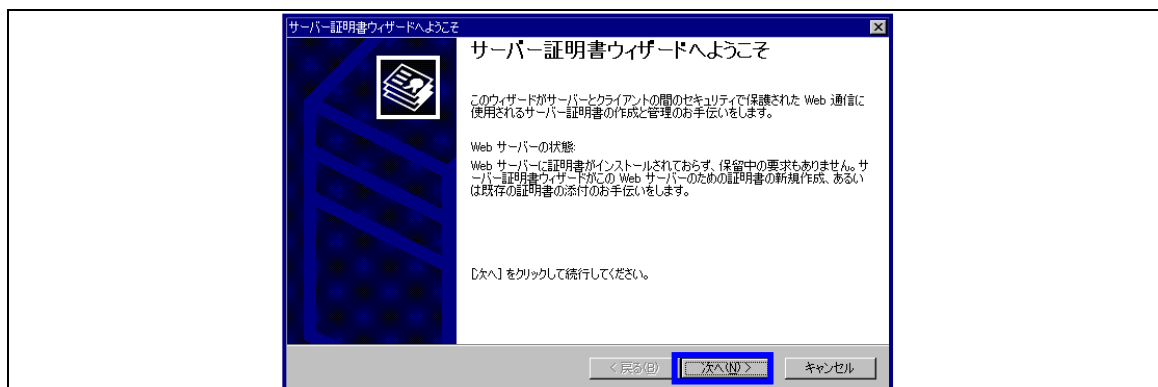 サーバー証明書ウィザードへようこそ
サーバー証明書ウィザードへようこそ
このウィザードがサーバーとクライアントの間のセキュリティで保護された Web 通信に
使用されるサーバー証明書の作成と管理のお手伝いをします。
Web サーバーの状態:
Web サーバーに証明書がインストールされておらず、保留中の要求もありません。サ
ーバー証明書ウィザードがこの Web サーバーのための証明書の新規作成、あるい
は既存の証明書の添付のお手伝いをします。
[次へ] をクリックして続行してください。
< 戻る(B) 次へ(N) > キャンセル